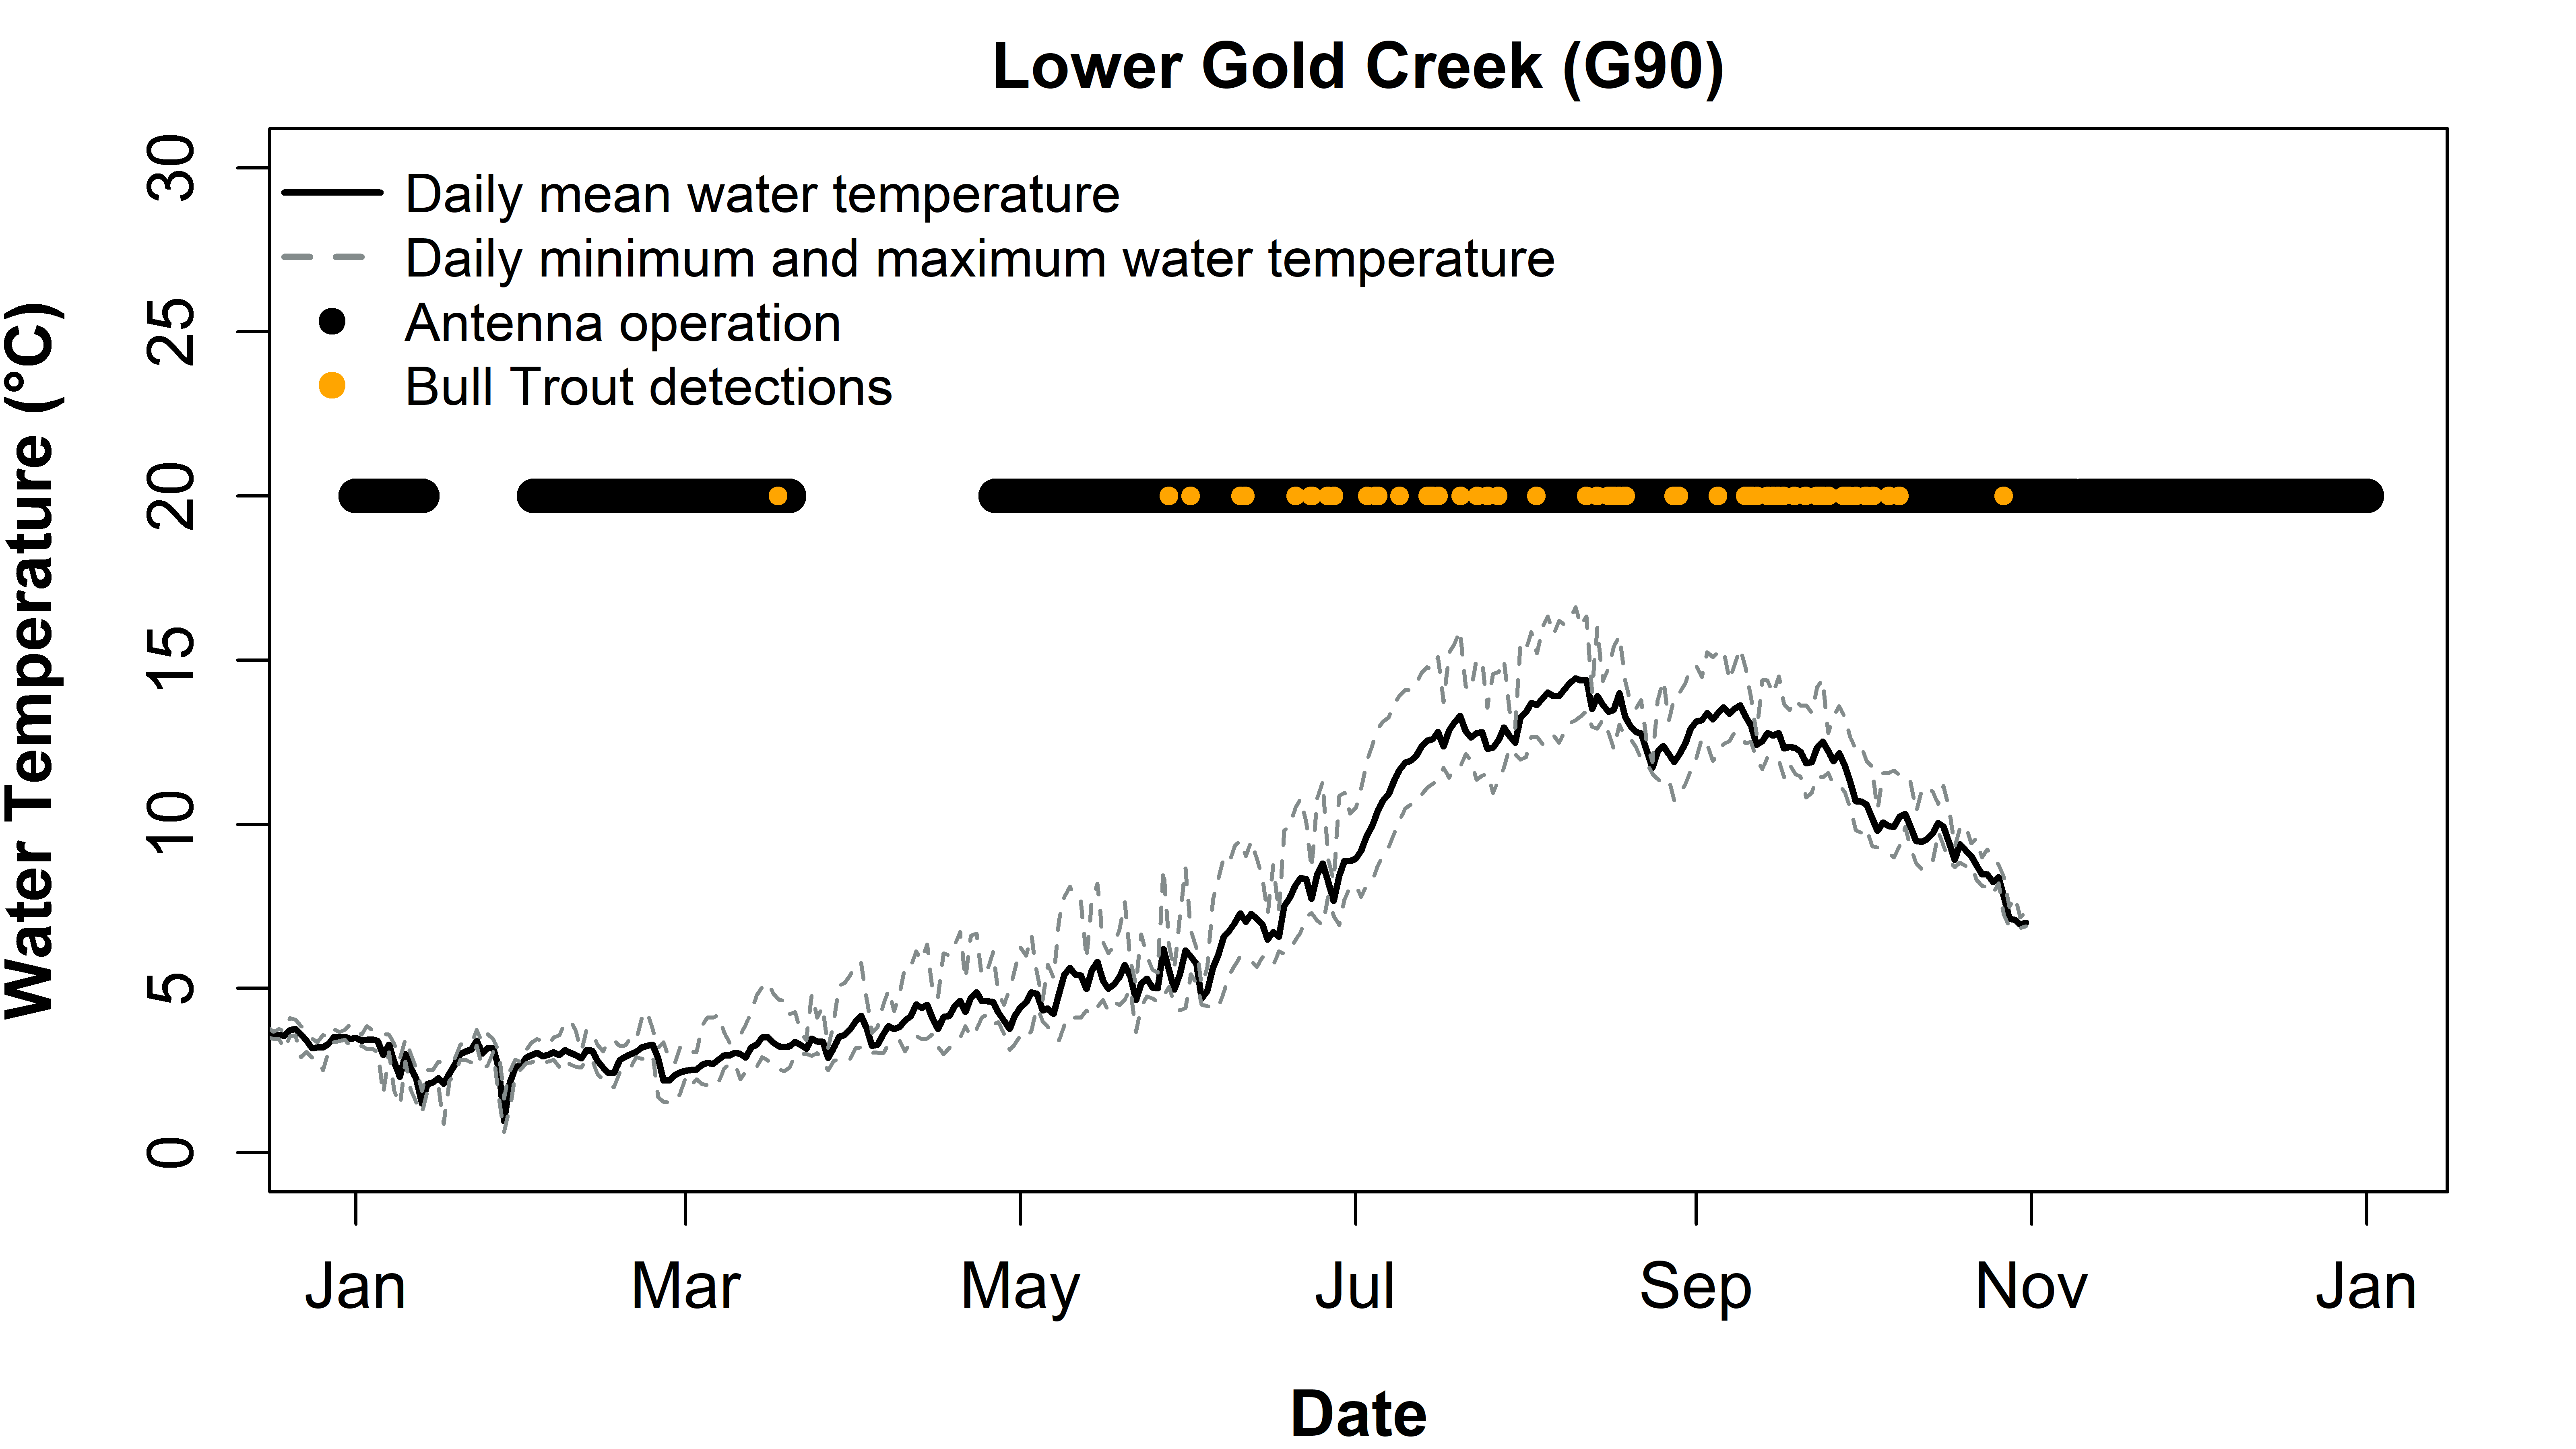 Lower Gold Creek (G90)
Daily mean water temperature
Daily minimum and maximum water temperature
Antenna operation
Bull Trout detections
Water Temperature (°C)
30
25
20
15
10
5
0
Jan Mar May Jul Sep Nov Jan
Date